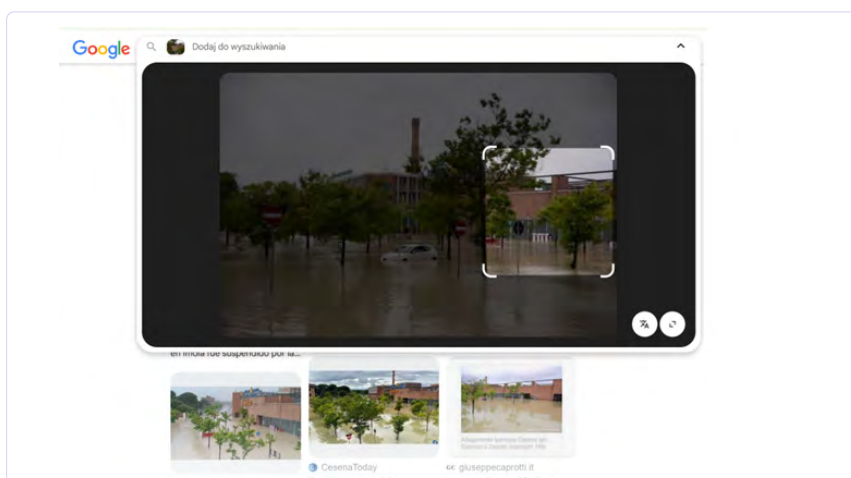 Google
Dodaj do wyszukiwania
en Imola fue suspendido por la...
CesenaToday
giuseppecaprotti.it